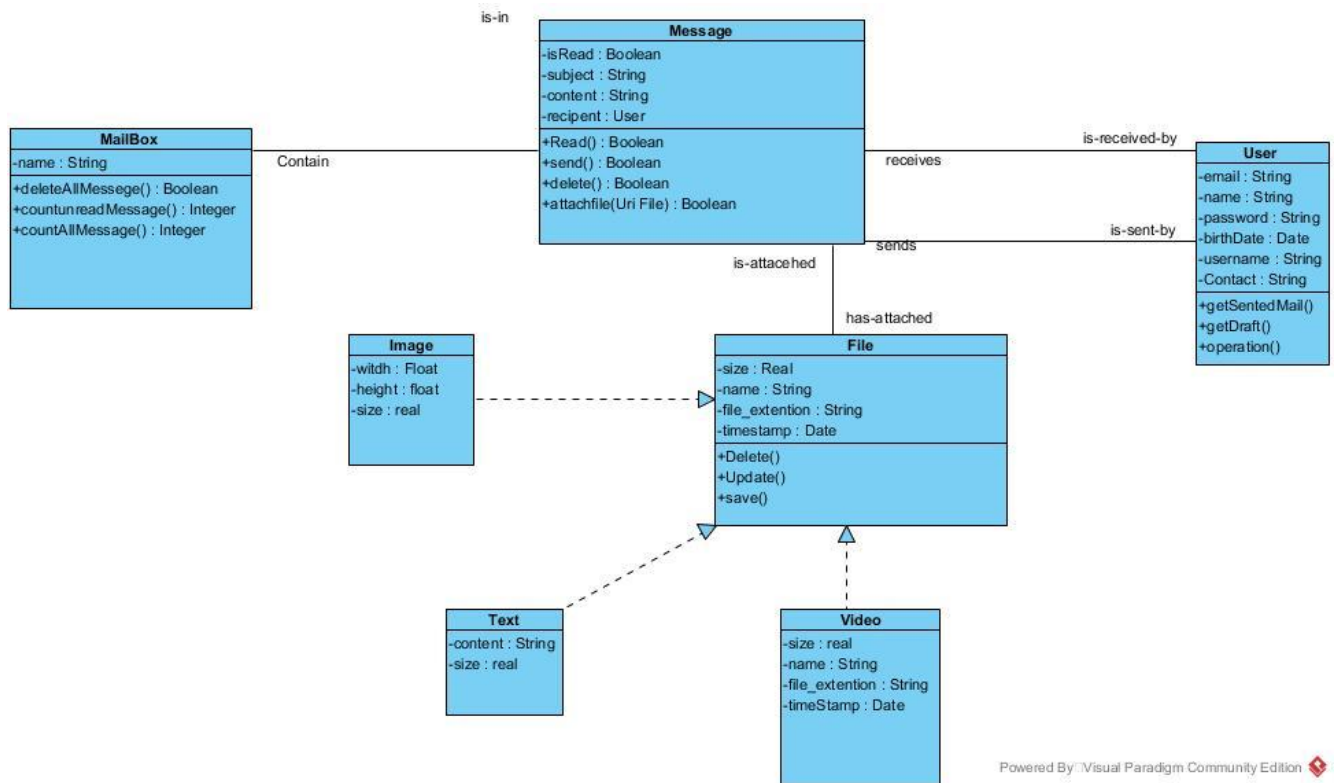 is-in
Message
-isRead : Boolean
-subject : String
-content : String
-recipent : User
+Read() : Boolean
+send() : Boolean
+delete() : Boolean
+attachfile(Uri File) : Boolean
MailBox
-name : String
+deleteAllMessege() : Boolean
+countunreadMessage() : Integer
+countAllMessage() : Integer
Contain
receives
is-received-by
sends
is-sent-by
User
-email : String
-name : String
-password : String
-birthDate : Date
-username : String
-Contact : String
+getSentedMail()
+getDraft()
+operation()
is-attacehed
has-attached
Image
-witdh : Float
-height : float
-size : real
File
-size : Real
-name : String
-file_extention : String
-timestamp : Date
+Delete()
+Update()
+save()
Text
-content : String
-size : real
Video
-size : real
-name : String
-file_extention : String
-timeStamp : Date
Powered By Visual Paradigm Community Edition